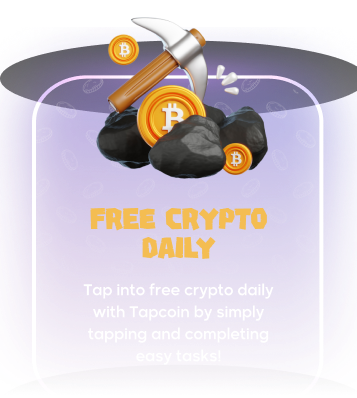 FREE CRYPTO
DAILY
Tap into free crypto daily
with Tapcoin by simply
tapping and completing
easy tasks!